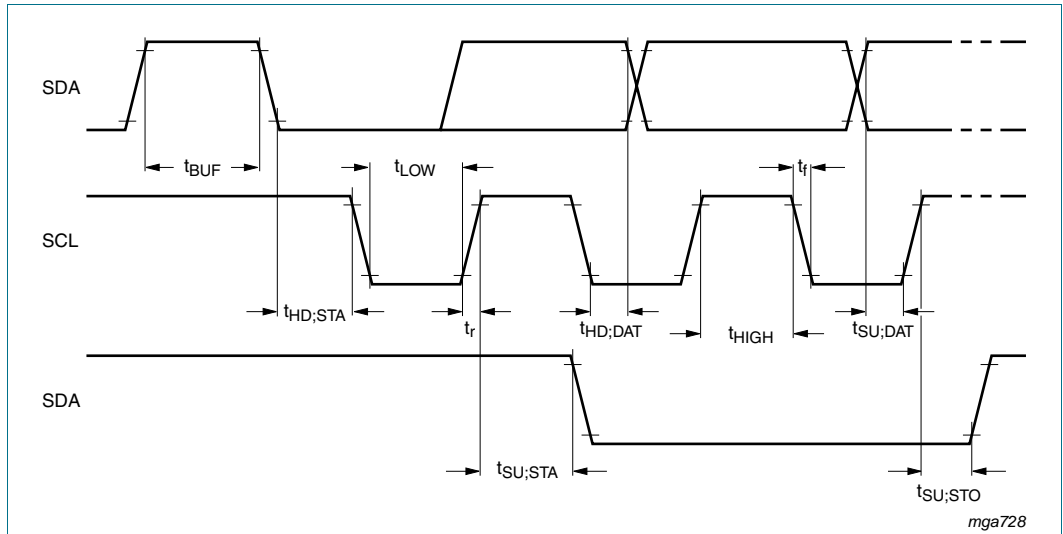 SDA
tBUF
tLOW
tf
SCL
tHD;STA
tr
tHD;DAT
tHIGH
tSU;DAT
SDA
tSU;STA
tSU;STO
mga728